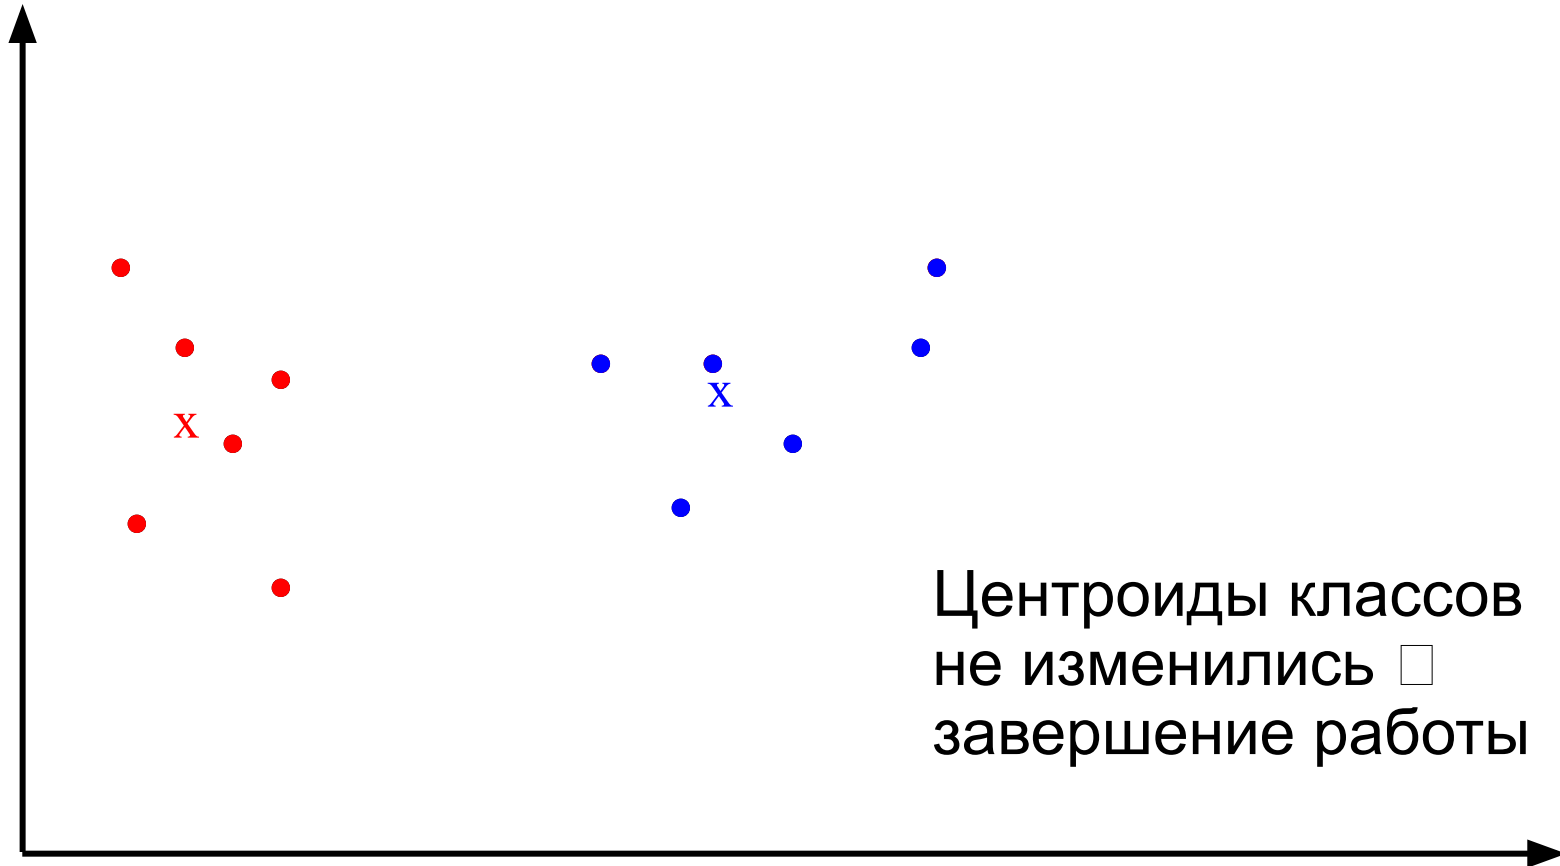 x
x
Центроиды классов
не изменились □
завершение работы